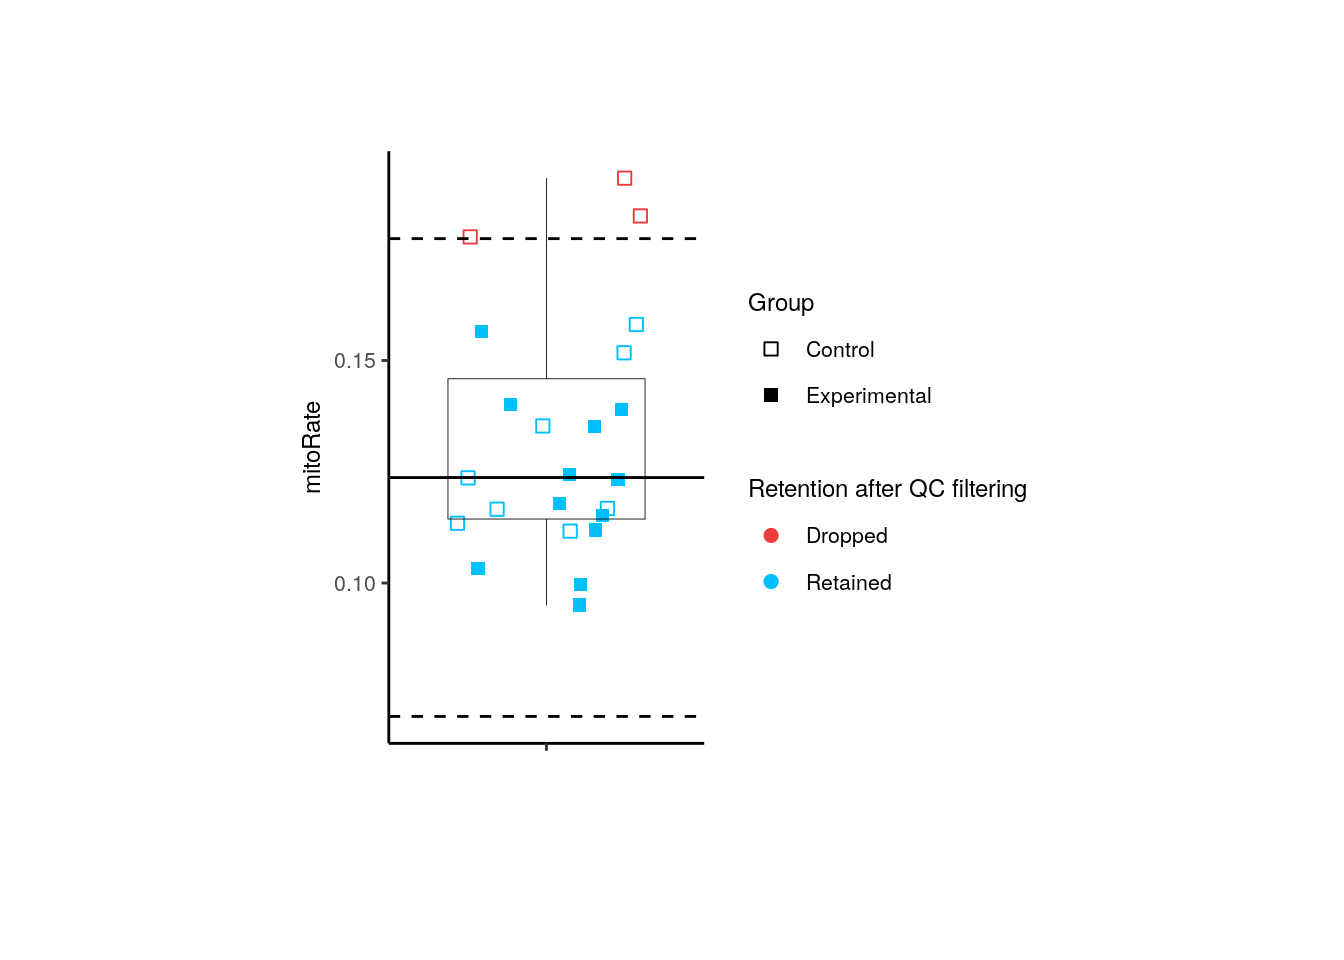 mitoRate
0.15
0.10
Group
Control
Experimental
Retention after QC filtering
Dropped
Retained